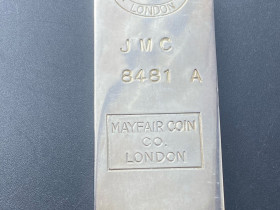 LONDON
JMC
8481 A
MAYFAIR COIN
CO.
LONDON